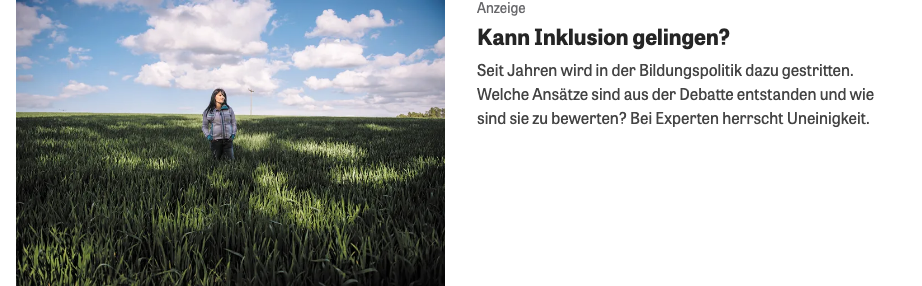 Anzeige
Kann Inklusion gelingen?
Seit Jahren wird in der Bildungspolitik dazu gestritten.
Welche Ansätze sind aus der Debatte entstanden und wie
sind sie zu bewerten? Bei Experten herrscht Uneinigkeit.